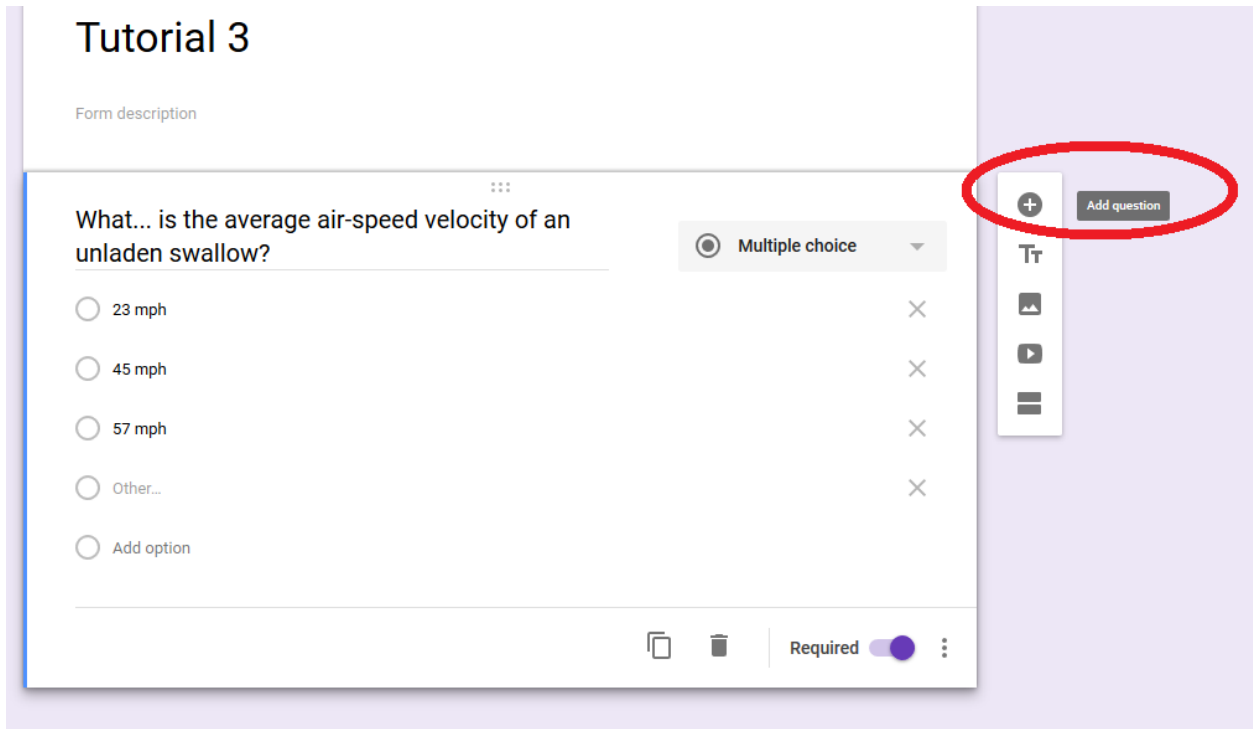 Tutorial 3
Form description
What... is the average air-speed velocity of an
unladen swallow?
Multiple choice
Add question
23 mph
45 mph
57 mph
Other...
Add option
Required